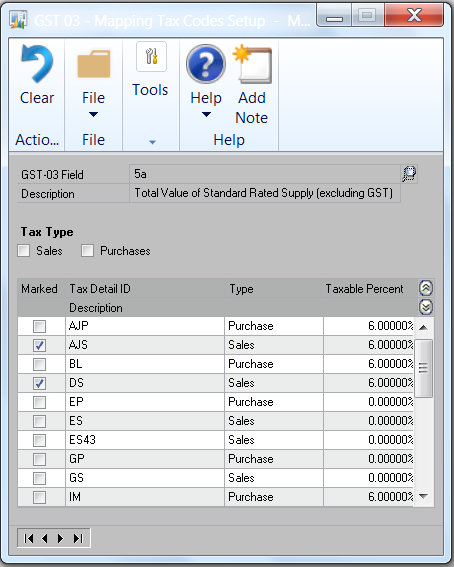 GST 03 - Mapping Tax Codes Setup - M...
Clear
File
Tools
Help
Add Note
Actio...
File
Help
GST-03 Field 5a
Description Total Value of Standard Rated Supply (excluding GST)
Tax Type
Sales Purchases
Marked Tax Detail ID Type Taxable Percent
Description
AJP Purchase 6.00000%
AJS Sales 6.00000%
BL Purchase 6.00000%
DS Sales 6.00000%
EP Purchase 0.00000%
ES Sales 0.00000%
ES43 Sales 0.00000%
GP Purchase 0.00000%
GS Sales 0.00000%
IM Purchase 6.00000%